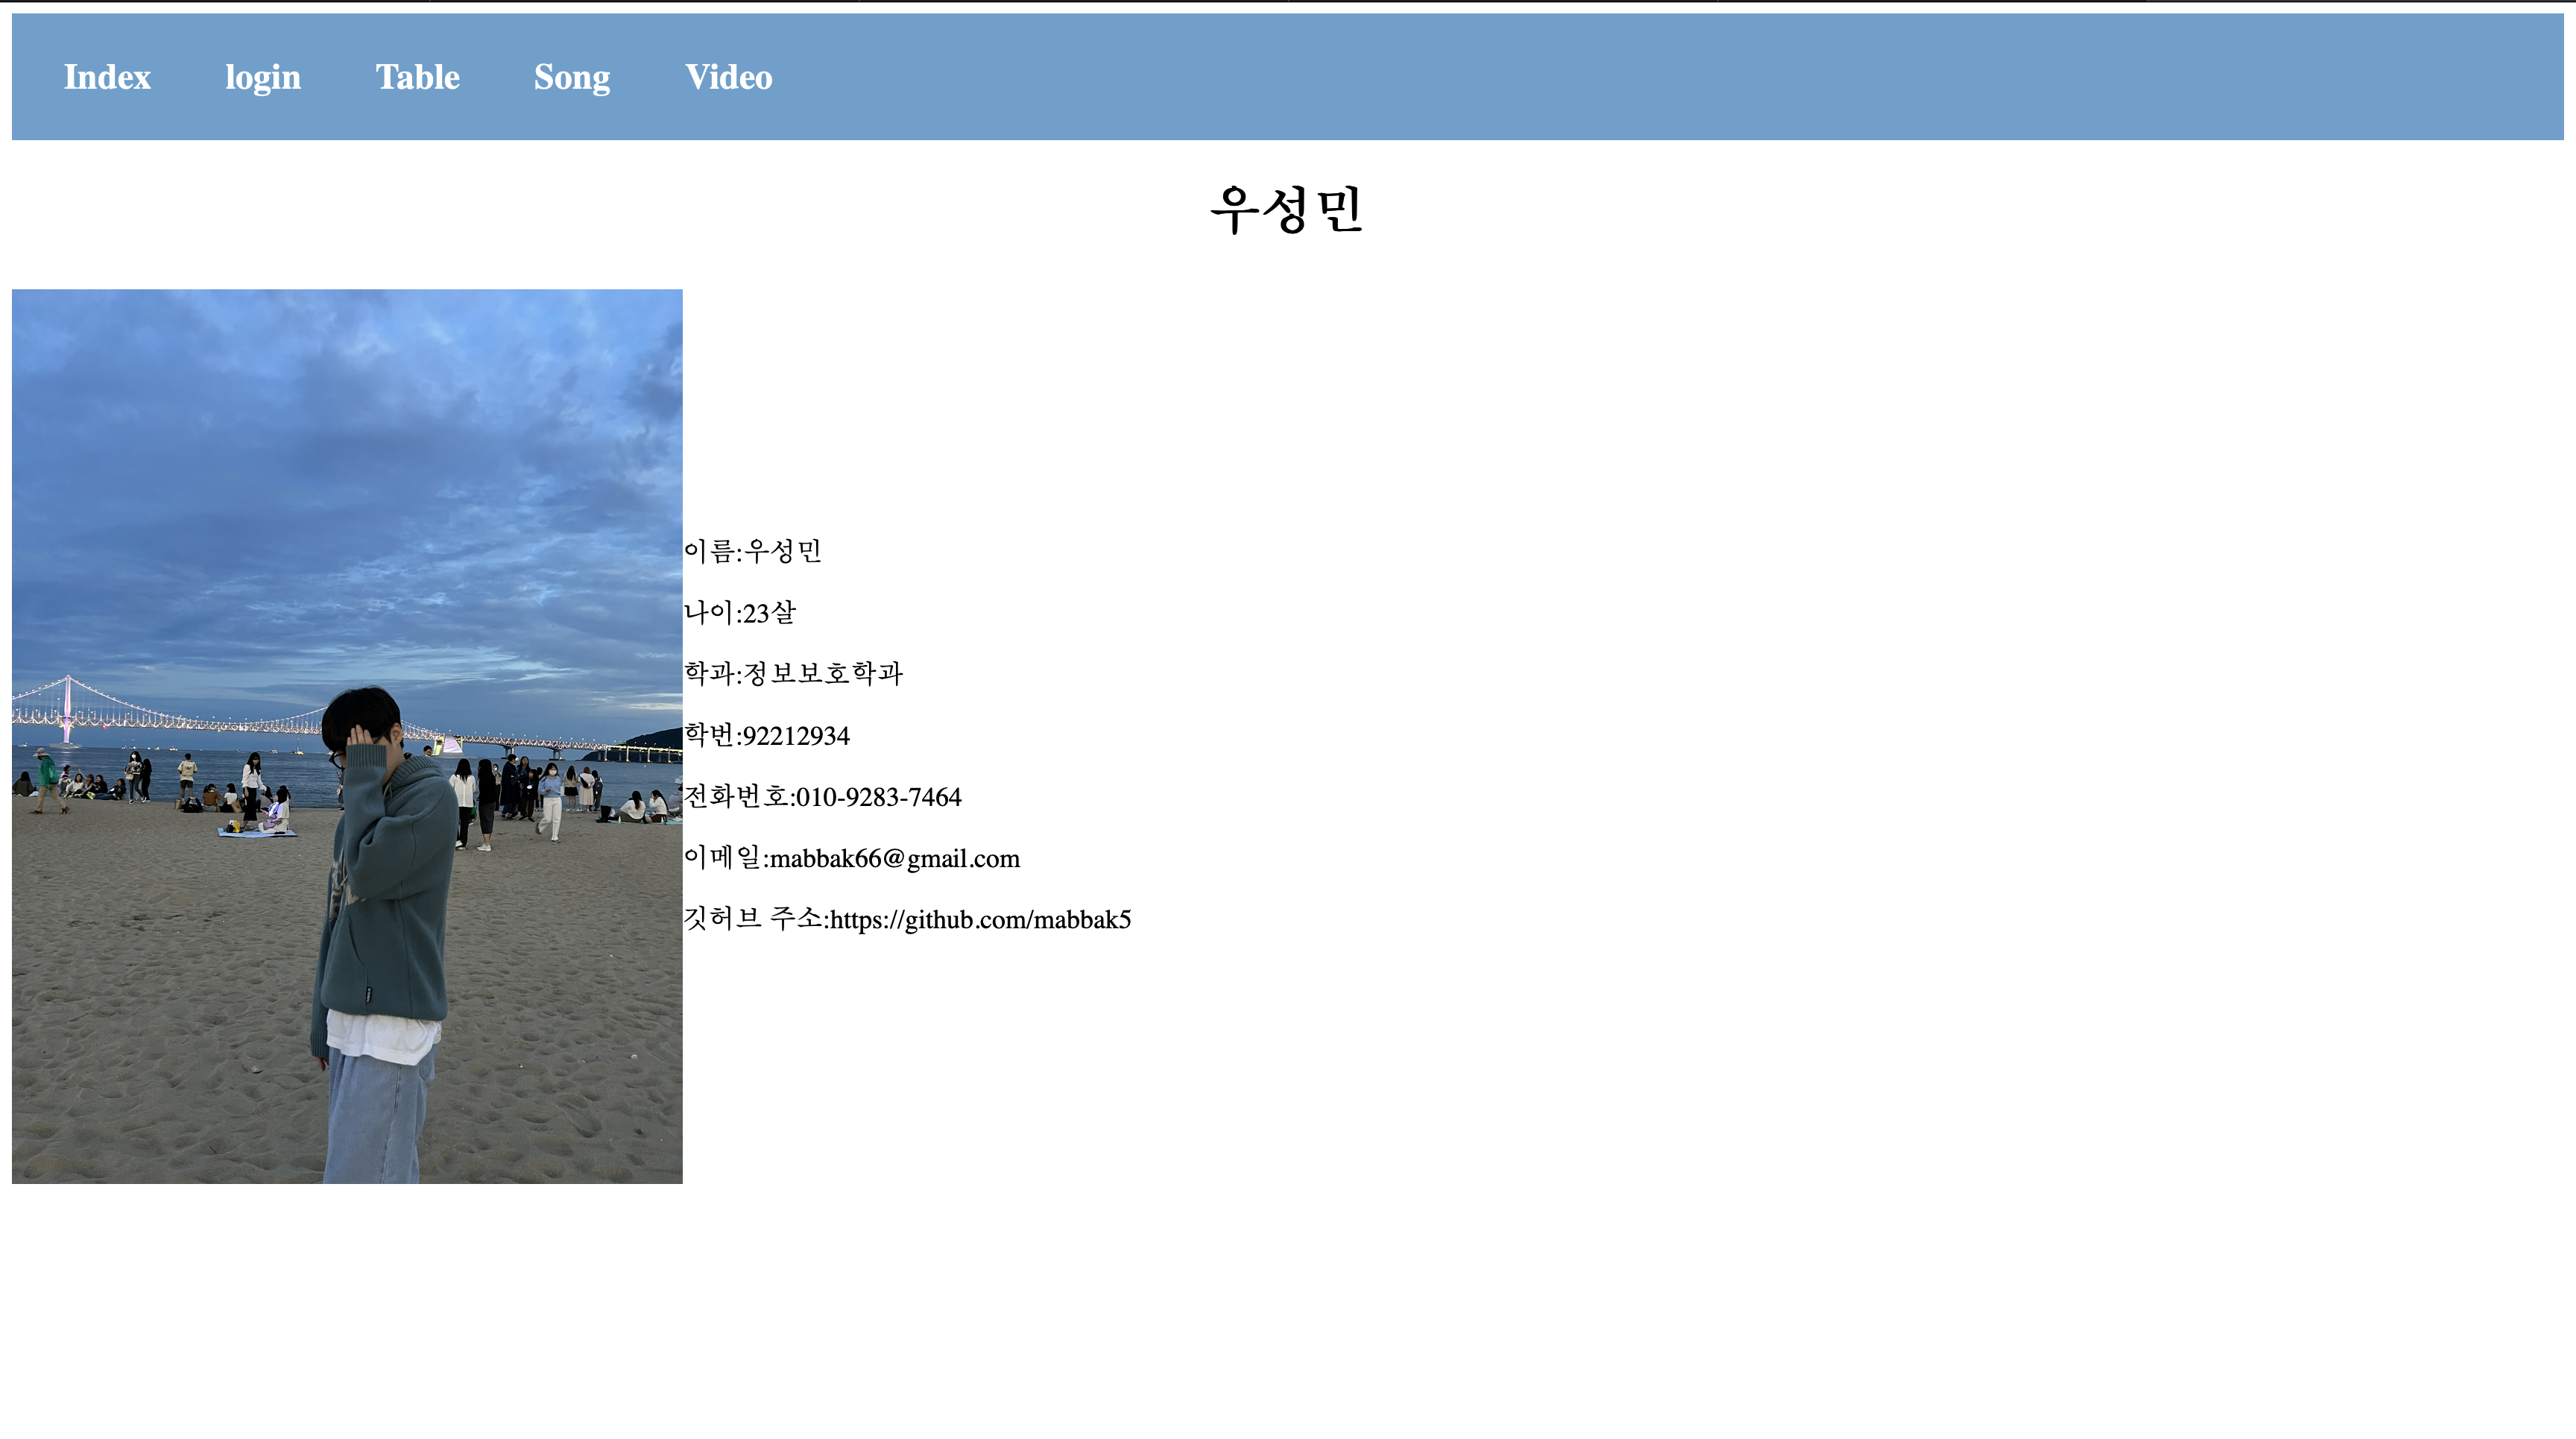 Index login Table Song Video
우성민
이름:우성민
나이:23살
학과:정보보호학과
학번:92212934
전화번호:010-9283-7464
이메일:mabbak66@gmail.com
깃허브 주소:https://github.com/mabbak5